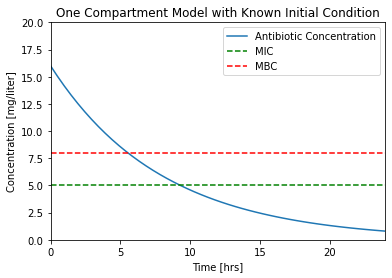 One Compartment Model with Known Initial Condition
Antibiotic Concentration
MIC
MBC
Concentration [mg/liter]
20.0
17.5
15.0
12.5
10.0
7.5
5.0
2.5
0.0
0
5
10
15
20
Time [hrs]